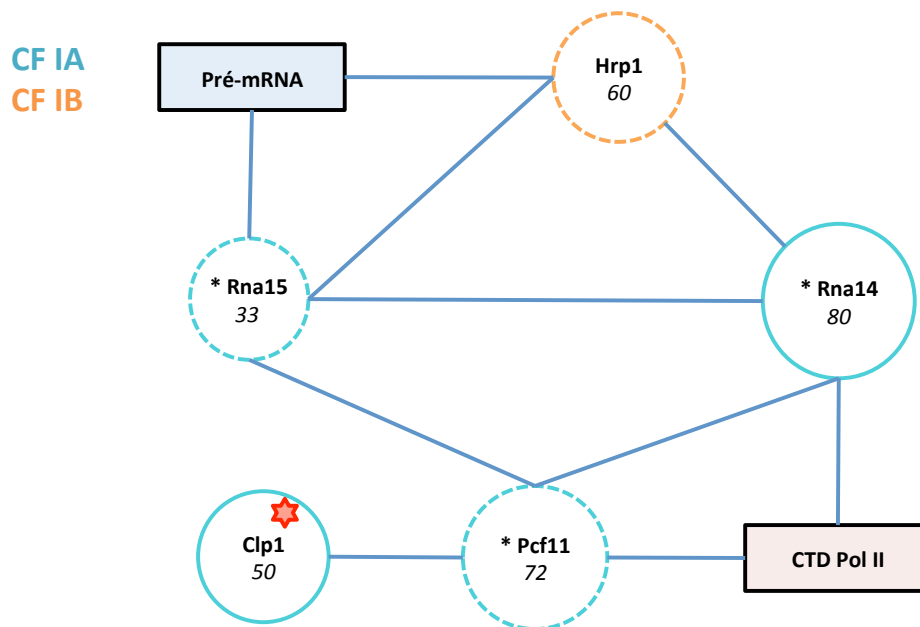 CF IA
CF IB
Pré-mRNA
Hrp1
60
* Rna15
33
* Rna14
80
Clp1
50
* Pcf11
72
CTD Pol II